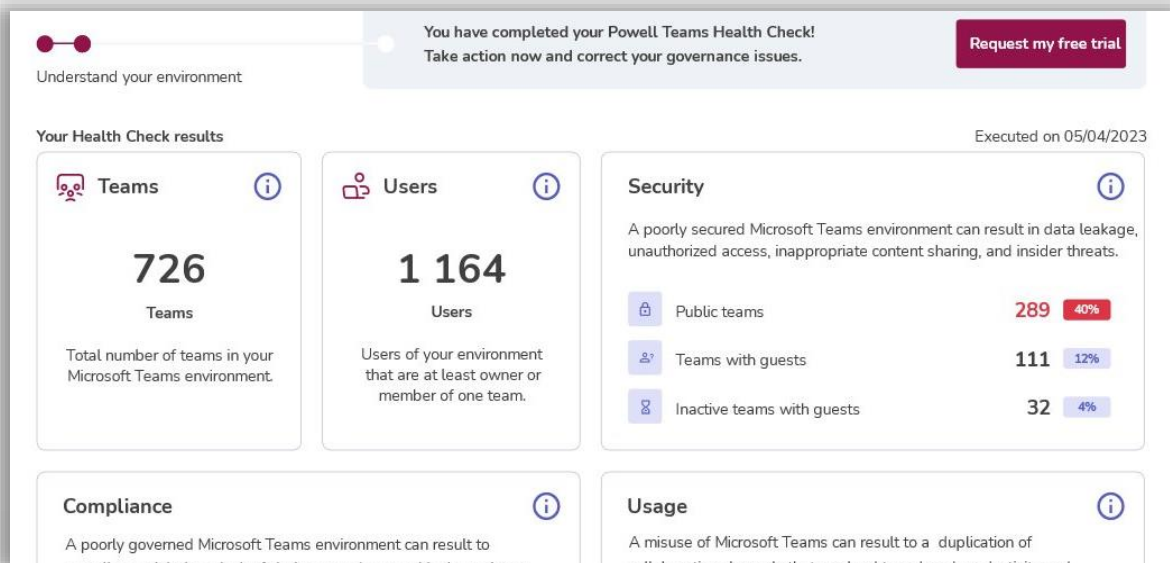 You have completed your Powell Teams Health Check!
Take action now and correct your governance issues.
Request my free trial
Understand your environment
Your Health Check results
Executed on 05/04/2023
Teams
726
Teams
Total number of teams in your
Microsoft Teams environment.
Users
1 164
Users
Users of your environment
that are at least owner or
member of one team.
Security
A poorly secured Microsoft Teams environment can result in data leakage,
unauthorized access, inappropriate content sharing, and insider threats.
Public teams 289 40%
Teams with guests 111 12%
Inactive teams with guests 32 4%
Compliance
A poorly governed Microsoft Teams environment can result to
Usage
A misuse of Microsoft Teams can result to a duplication of